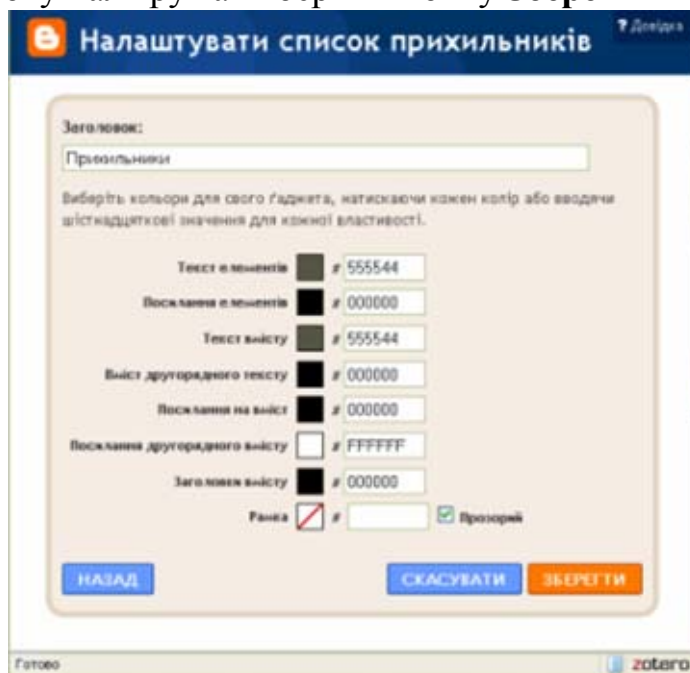 Налаштувати список прихильників
? Довідка
Заголовок:
Прихильники
Виберіть кольори для свого ґаджета, натискаючи кожен колір або вводячи
шістнадцяткові значення для кожної властивості.
Текст елементів # 555544
Посилання елементів # 000000
Текст вмісту # 555544
Вміст другорядного тексту # 000000
Посилання на вміст # 000000
Посилання другорядного вмісту # FFFFFF
Заголовок вмісту # 000000
Рамка # Прозорий
НАЗАД СКАСУВАТИ ЗБЕРЕГТИ
Готово zotero